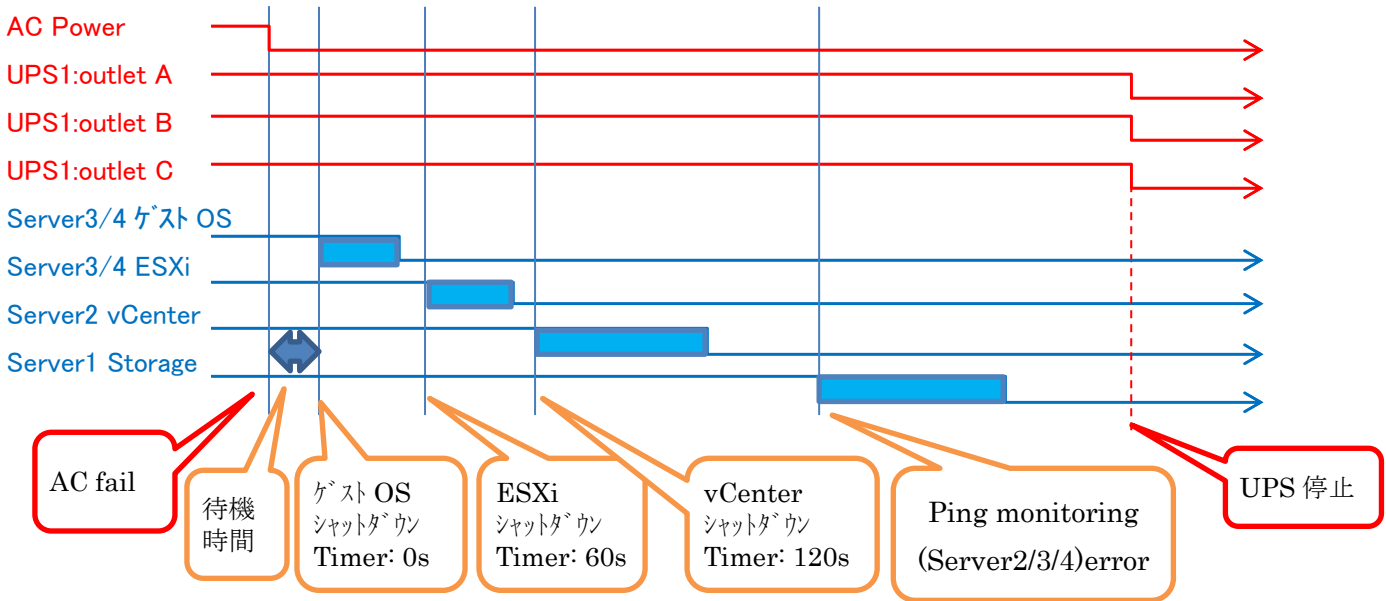 AC Power
UPS1:outlet A
UPS1:outlet B
UPS1:outlet C
Server3/4 ｹﾞｽﾄ OS
Server3/4 ESXi
Server2 vCenter
Server1 Storage
AC fail
待機
時間
ｹﾞｽﾄ OS
ｼｬｯﾄﾀﾞｳﾝ
Timer: 0s
ESXi
ｼｬｯﾄﾀﾞｳﾝ
Timer: 60s
vCenter
ｼｬｯﾄﾀﾞｳﾝ
Timer: 120s
Ping monitoring
(Server2/3/4)error
UPS 停止